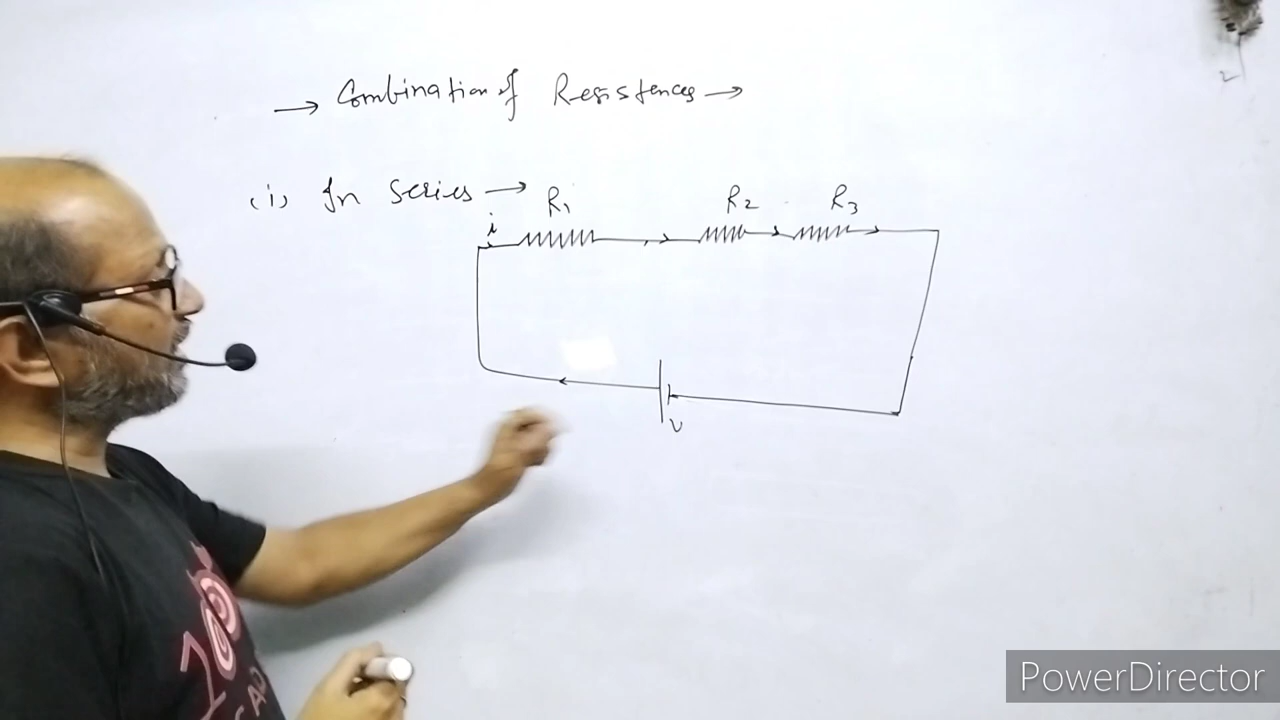 → Combination of Resistences →
(i) In Series →
R1 R2 R3
i
V
PowerDirector